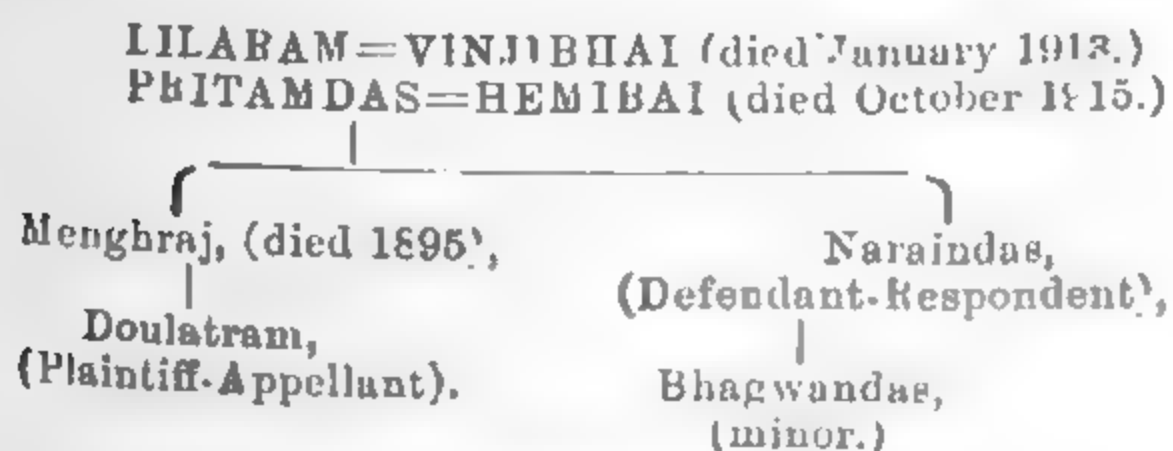 LILARAM=VINJIBHAI (died January 1913.)
PRITAMDAS=HEMIBAI (died October 1915.)
Menghraj, (died 1895),
Naraindas,
(Defendant-Respondent),
Doulatram,
(Plaintiff-Appellant).
Bhagwandas,
(minor.)